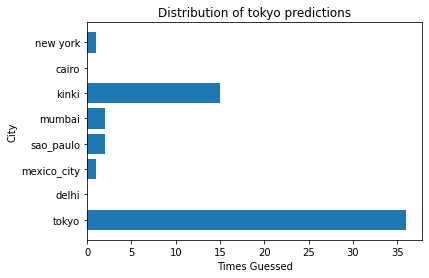 Distribution of tokyo predictions
new york
cairo
kinki
mumbai
sao_paulo
mexico_city
delhi
tokyo
City
0 5 10 15 20 25 30 35
Times Guessed